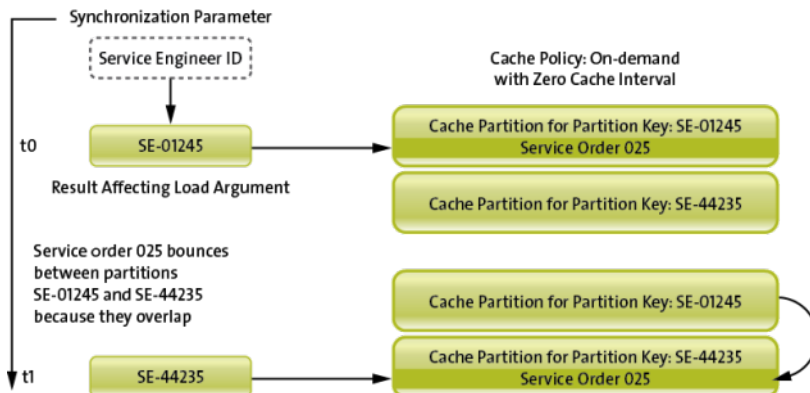 Synchronization Parameter
Service Engineer ID
Cache Policy: On-demand
with Zero Cache Interval
t0
SE-01245
Cache Partition for Partition Key: SE-01245
Service Order 025
Result Affecting Load Argument
Cache Partition for Partition Key: SE-44235
Service order 025 bounces
between partitions
SE-01245 and SE-44235
because they overlap
Cache Partition for Partition Key: SE-01245
t1
SE-44235
Cache Partition for Partition Key: SE-44235
Service Order 025